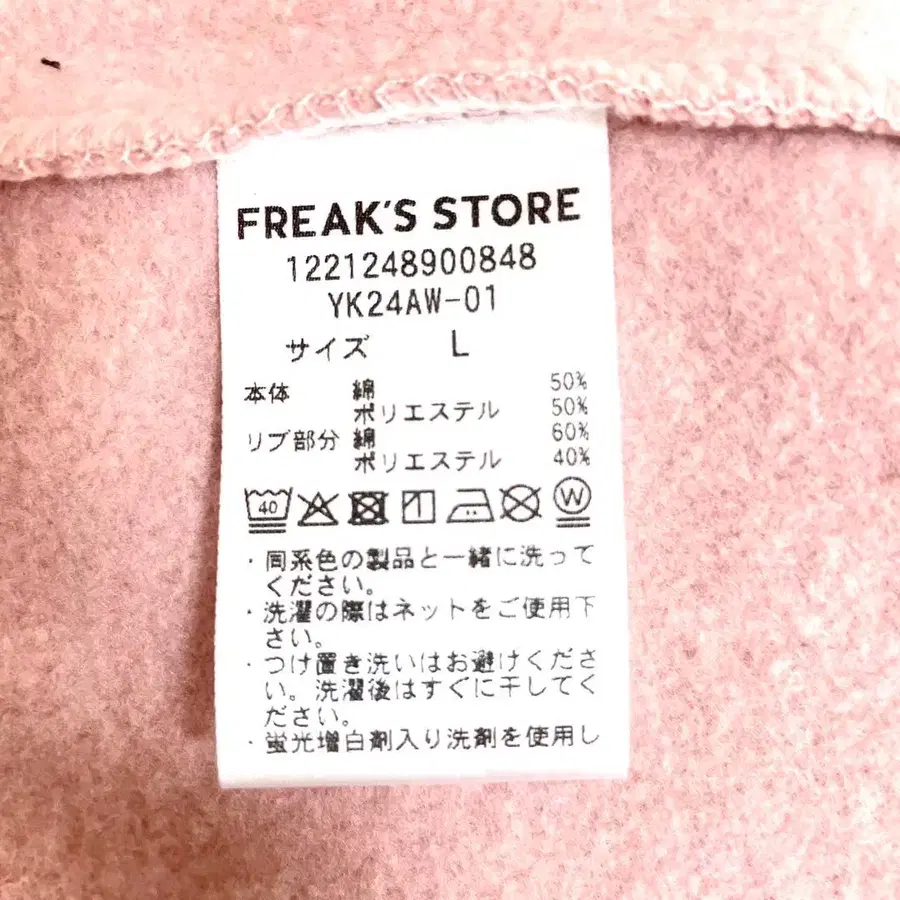 FREAK'S STORE
1221248900848
YK24AW-01
サイズ L
本体 綿 50%
ポリエステル 50%
リブ部分 綿 60%
ポリエステル 40%
40 W
・同系色の製品と一緒に洗って
ください。
・洗濯の際はネットをご使用下
さい。
・つけ置き洗いはお避けくださ
い。洗濯後はすぐに干してく
ださい。
・蛍光増白剤入り洗剤を使用し